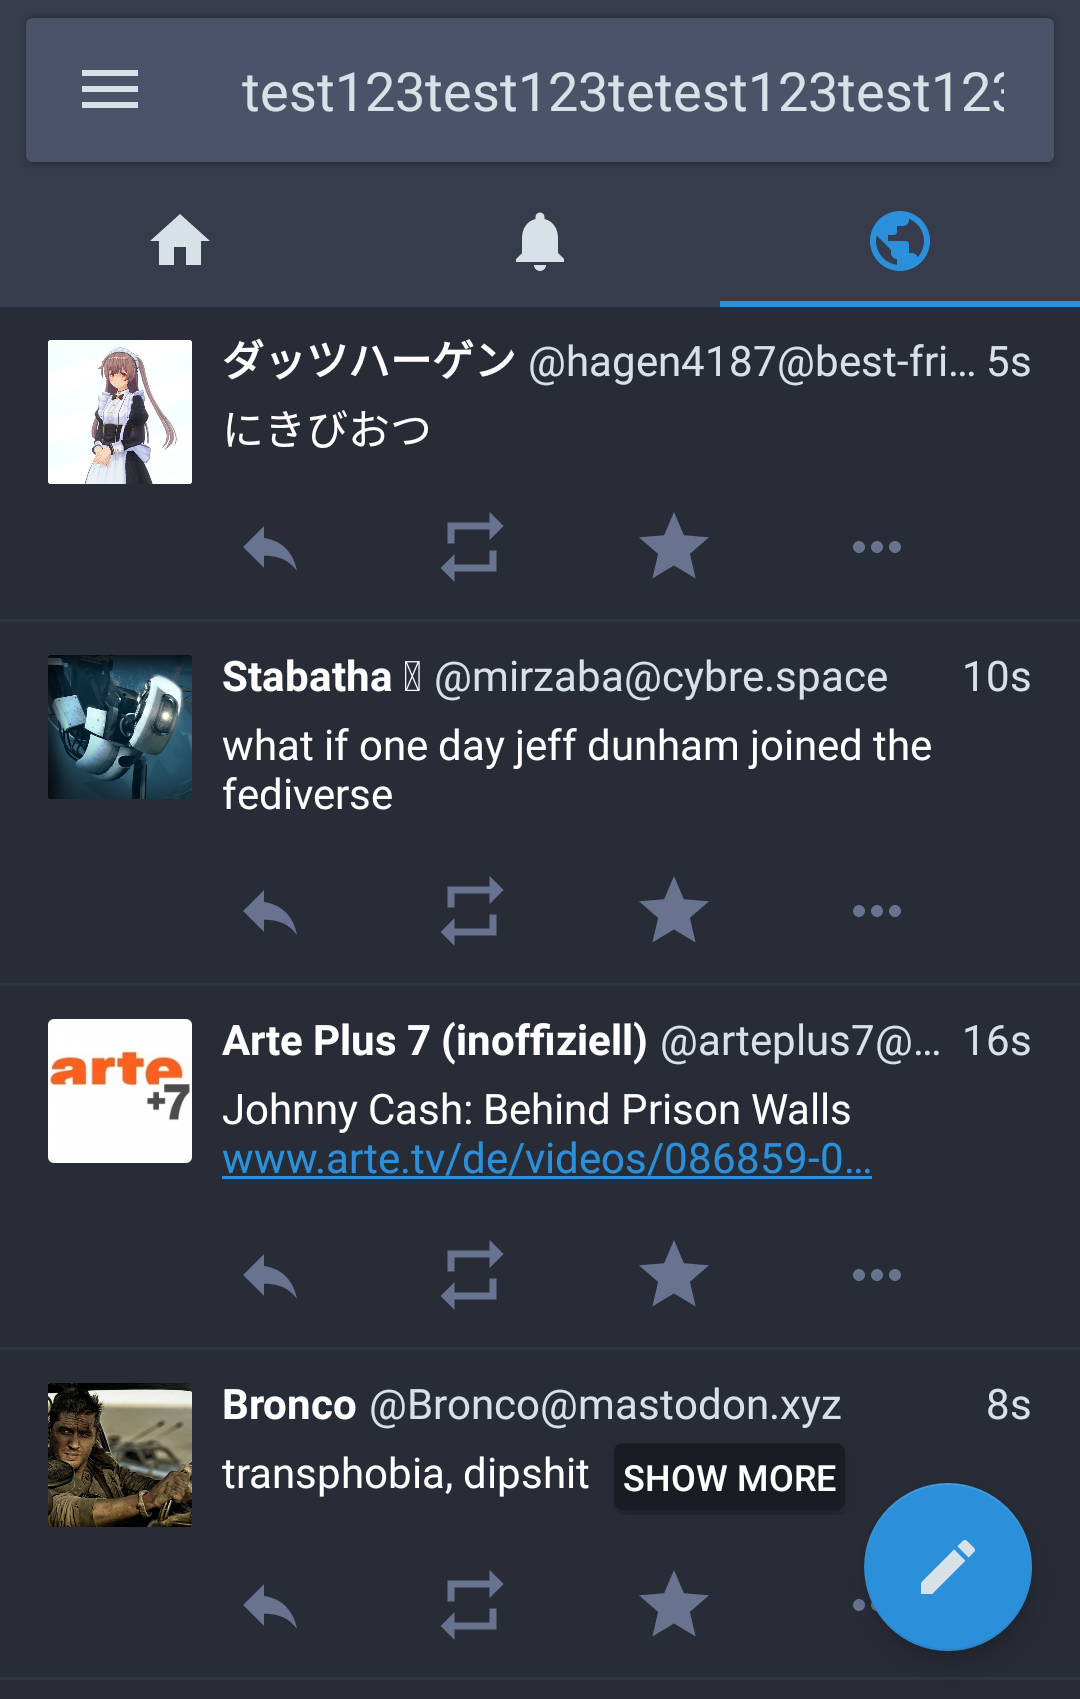 test123test123tetest123test123
ダッツハーゲン @hagen4187@best-fri... 5s
にきびおつ
Stabatha @mirzaba@cybre.space 10s
what if one day jeff dunham joined the
fediverse
arte
+7
Arte Plus 7 (inoffiziell) @arteplus7@... 16s
Johnny Cash: Behind Prison Walls
www.arte.tv/de/videos/086859-0...
Bronco @Bronco@mastodon.xyz 8s
transphobia, dipshit SHOW MORE